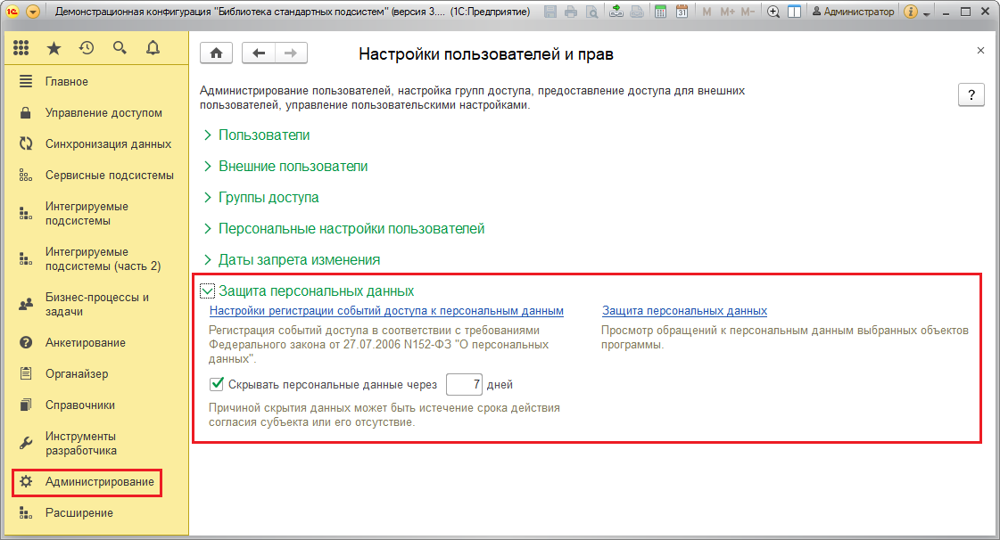 Демонстрационная конфигурация "Библиотека стандартных подсистем" (версия 3.... (1С:Предприятие)
31 M M+ M- Администратор
Главное
Управление доступом
Синхронизация данных
Сервисные подсистемы
Интегрируемые
подсистемы
Интегрируемые
подсистемы (часть 2)
Бизнес-процессы и
задачи
Анкетирование
Органайзер
Справочники
Инструменты
разработчика
Администрирование
Расширение
Настройки пользователей и прав
Администрирование пользователей, настройка групп доступа, предоставление доступа для внешних
пользователей, управление пользовательскими настройками.
?
Пользователи
Внешние пользователи
Группы доступа
Персональные настройки пользователей
Даты запрета изменения
Защита персональных данных
Настройки регистрации событий доступа к персональным данным
Регистрация событий доступа в соответствии с требованиями
Федерального закона от 27.07.2006 N152-ФЗ "О персональных
данных".
Скрывать персональные данные через 7 дней
Причиной скрытия данных может быть истечение срока действия
согласия субъекта или его отсутствие.
Защита персональных данных
Просмотр обращений к персональным данным выбранных объектов
программы.